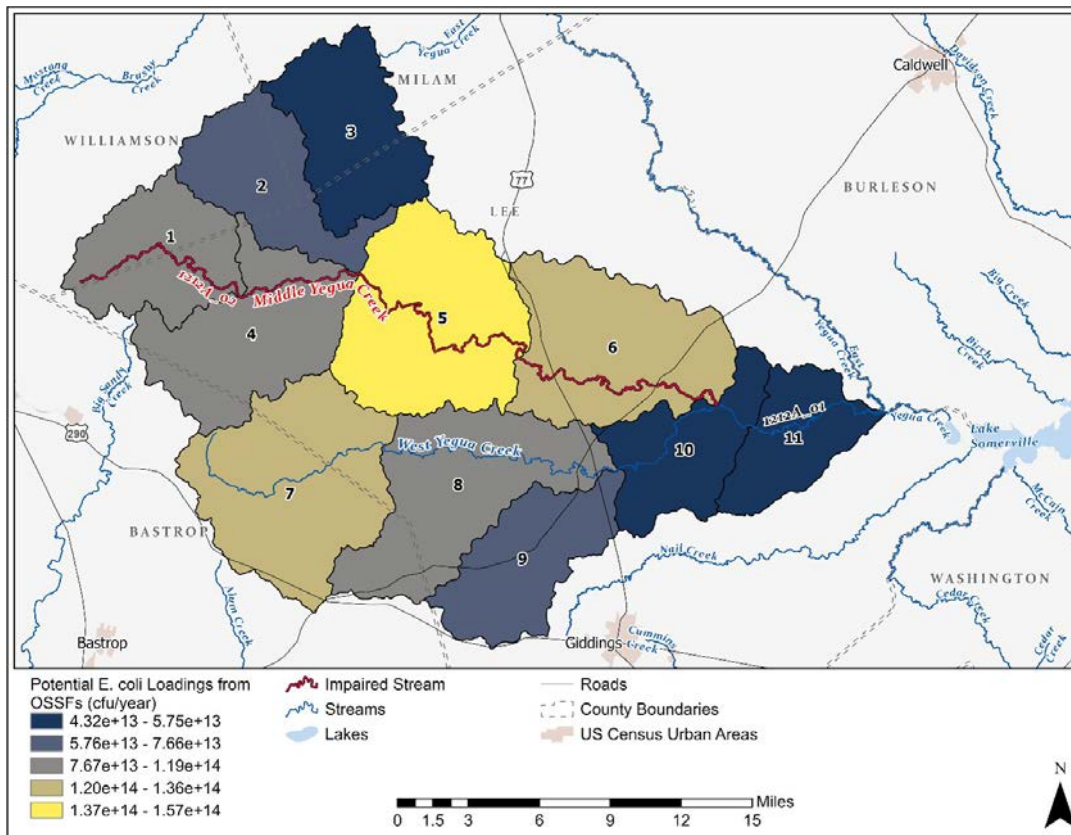 East
Yegua Creek
Mustang
Creek
Brushy
Creek
MILAM
Caldwell
Davidson Creek
WILLIAMSON
3
2
77
BURLESON
LEE
1
1212A_02
Middle Yegua Creek
5
4
6
Big Creek
Birch
Creek
East
Yegua Creek
Big Sandy
Creek
290
1212A_01
Yegua Creek
Lake
Somerville
West Yegua Creek
10
11
7
8
McCain
Creek
BASTROP
9
Nail Creek
WASHINGTON
Alum Creek
Cedar Creek
Bastrop
Giddings
Cummins
Creek
Cedar
Creek
Potential E. coli Loadings from
OSSFs (cfu/year)
4.32e+13 - 5.75e+13
5.76e+13 - 7.66e+13
7.67e+13 - 1.19e+14
1.20e+14 - 1.36e+14
1.37e+14 - 1.57e+14
Impaired Stream
Streams
Lakes
Roads
County Boundaries
US Census Urban Areas
Miles
0 1.5 3 6 9 12 15
N